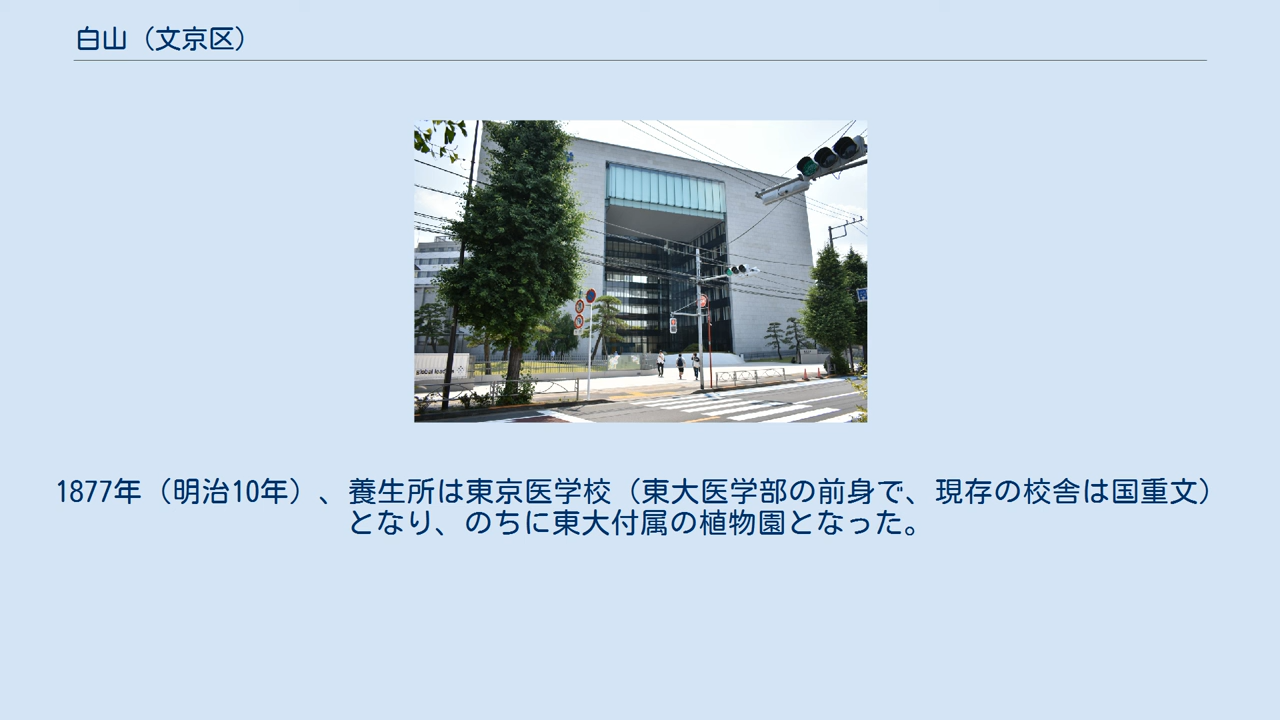 白山（文京区）
global leader
1877年（明治10年）、養生所は東京医学校（東大医学部の前身で、現存の校舎は国重文）
となり、のちに東大付属の植物園となった。